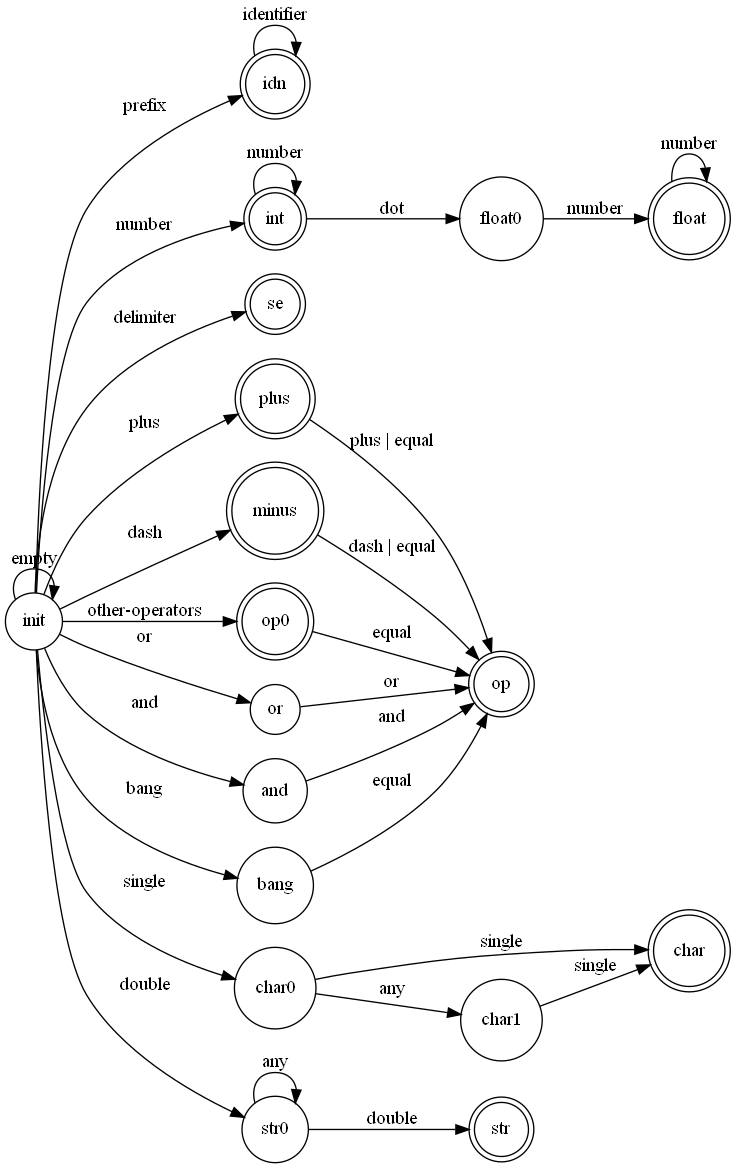 identifier
idn
prefix
number
number
number
int
dot
float0
number
float
delimiter
se
plus
plus
plus | equal
dash
minus
dash | equal
empty
init
other-operators
op0
equal
or
or
or
op
and
and
and
bang
equal
bang
single
single
char
single
char0
any
char1
double
any
str0
double
str